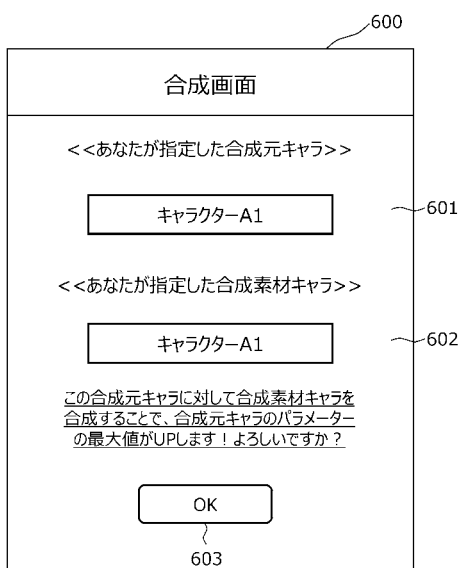 600
合成画面
<<あなたが指定した合成元キャラ>>
キャラクターA1
601
<<あなたが指定した合成素材キャラ>>
キャラクターA1
602
この合成元キャラに対して合成素材キャラを
合成することで、合成元キャラのパラメーター
の最大値がUPします！よろしいですか？
OK
603